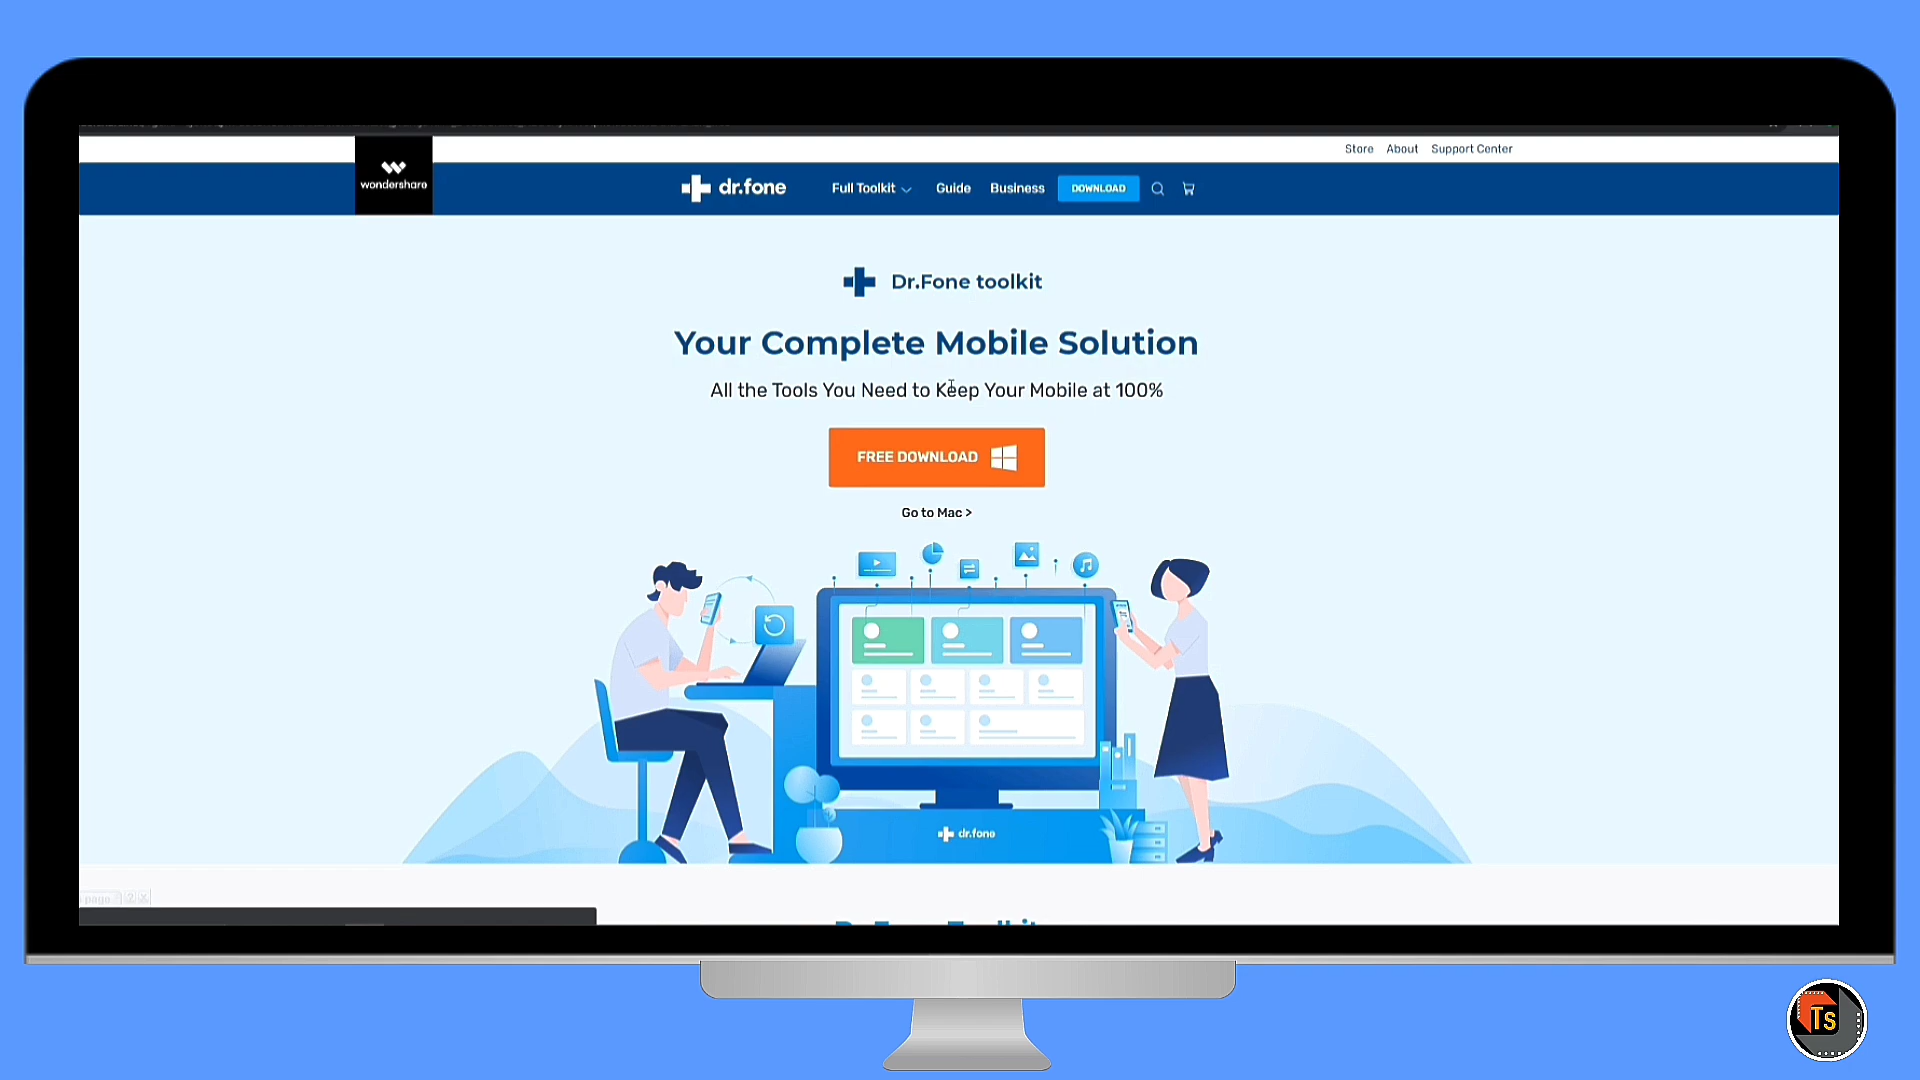 Store About Support Center
wondershare
dr.fone Full Toolkit Guide Business DOWNLOAD
Dr.Fone toolkit
Your Complete Mobile Solution
All the Tools You Need to Keep Your Mobile at 100%
FREE DOWNLOAD
Go to Mac >
dr.fone
page
Ts